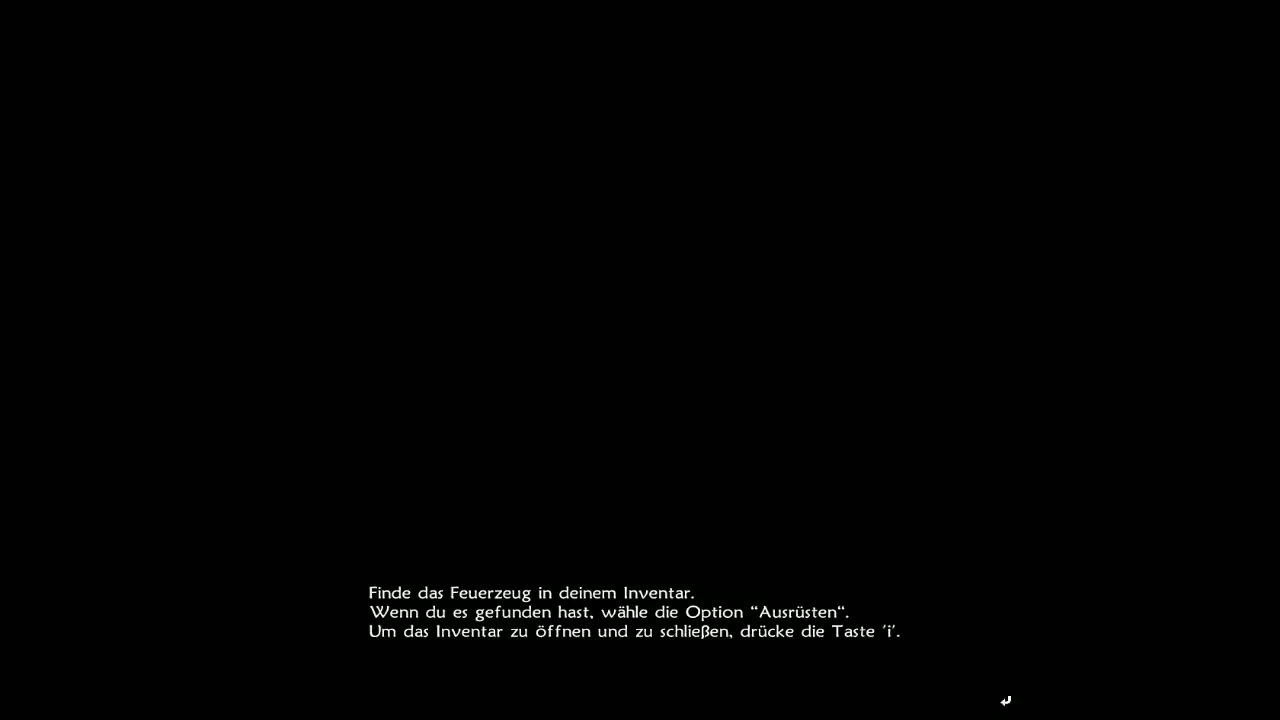 Finde das Feuerzeug in deinem Inventar.
Wenn du es gefunden hast, wähle die Option “Ausrüsten“.
Um das Inventar zu öffnen und zu schließen, drücke die Taste 'i'.